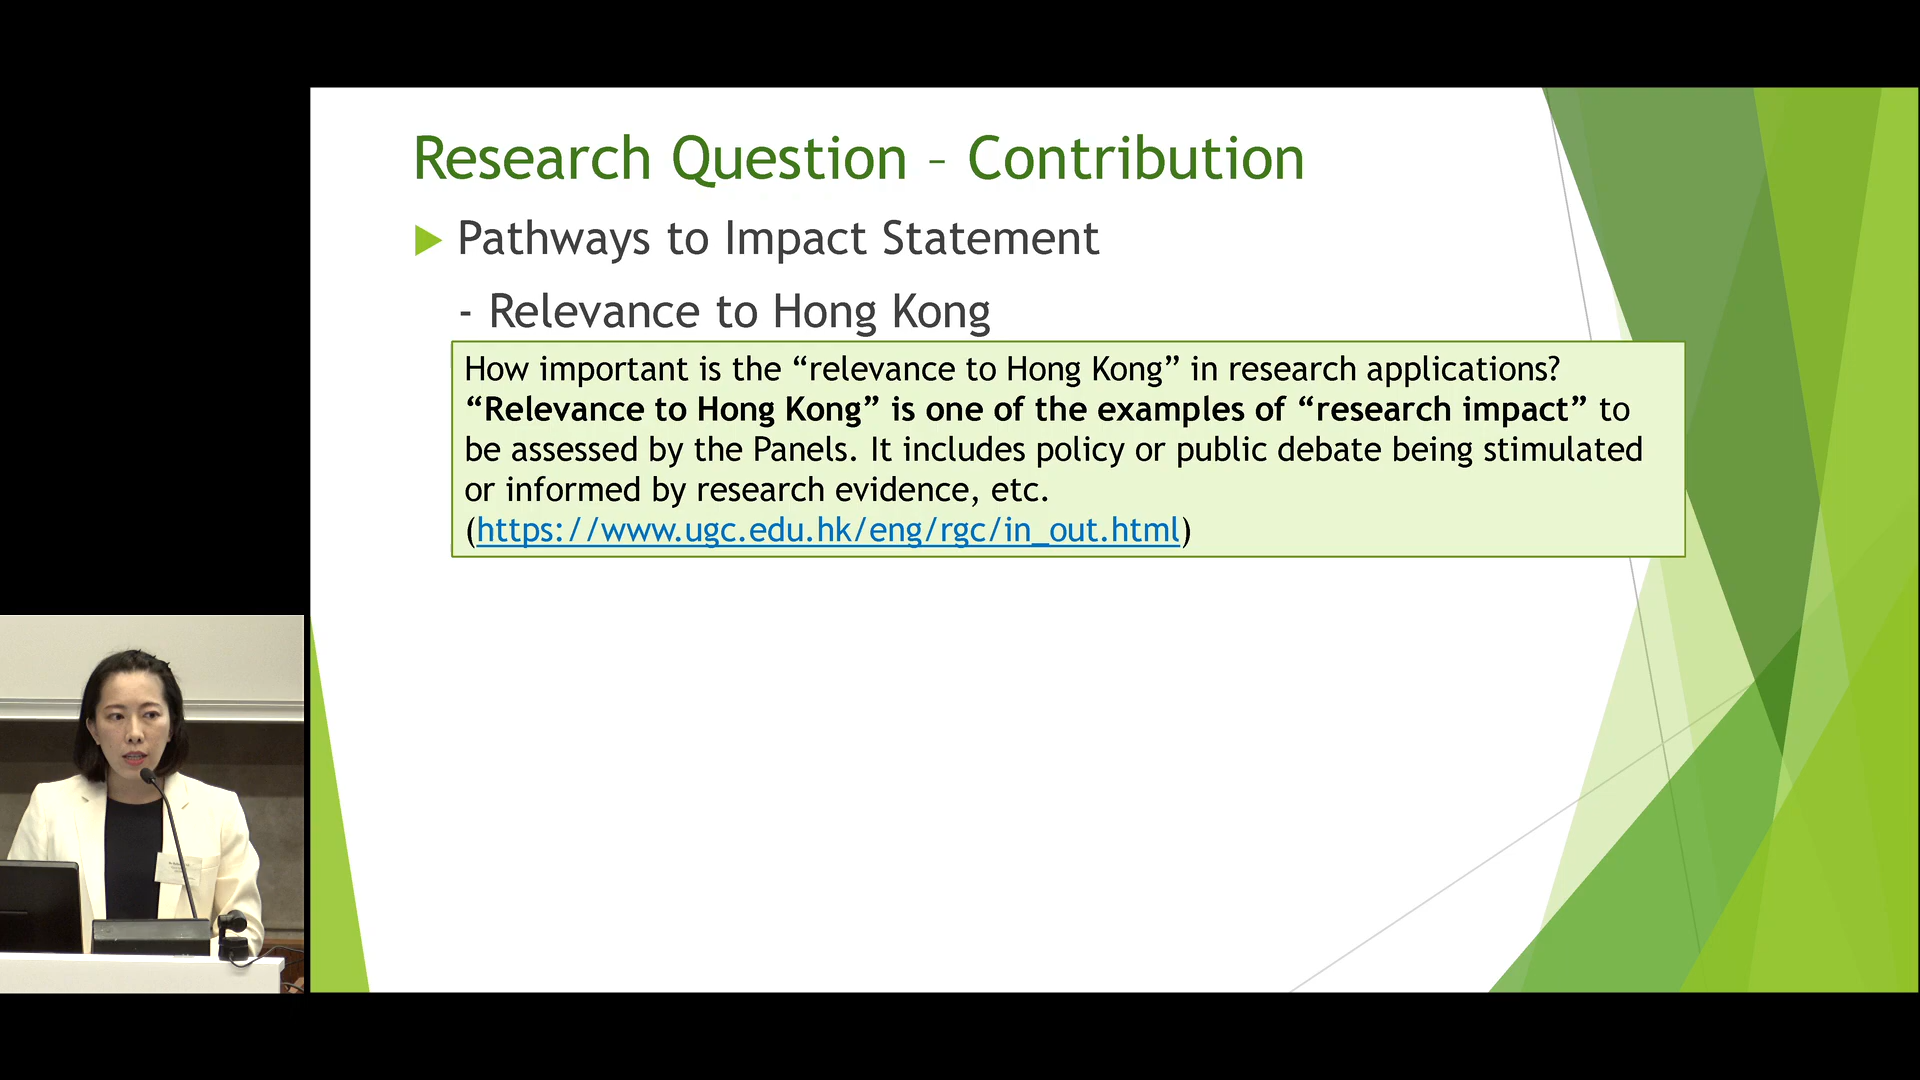 Research Question – Contribution
Pathways to Impact Statement
- Relevance to Hong Kong
How important is the “relevance to Hong Kong” in research applications?
“Relevance to Hong Kong” is one of the examples of “research impact” to
be assessed by the Panels. It includes policy or public debate being stimulated
or informed by research evidence, etc.
(https://www.ugc.edu.hk/eng/rgc/in_out.html)